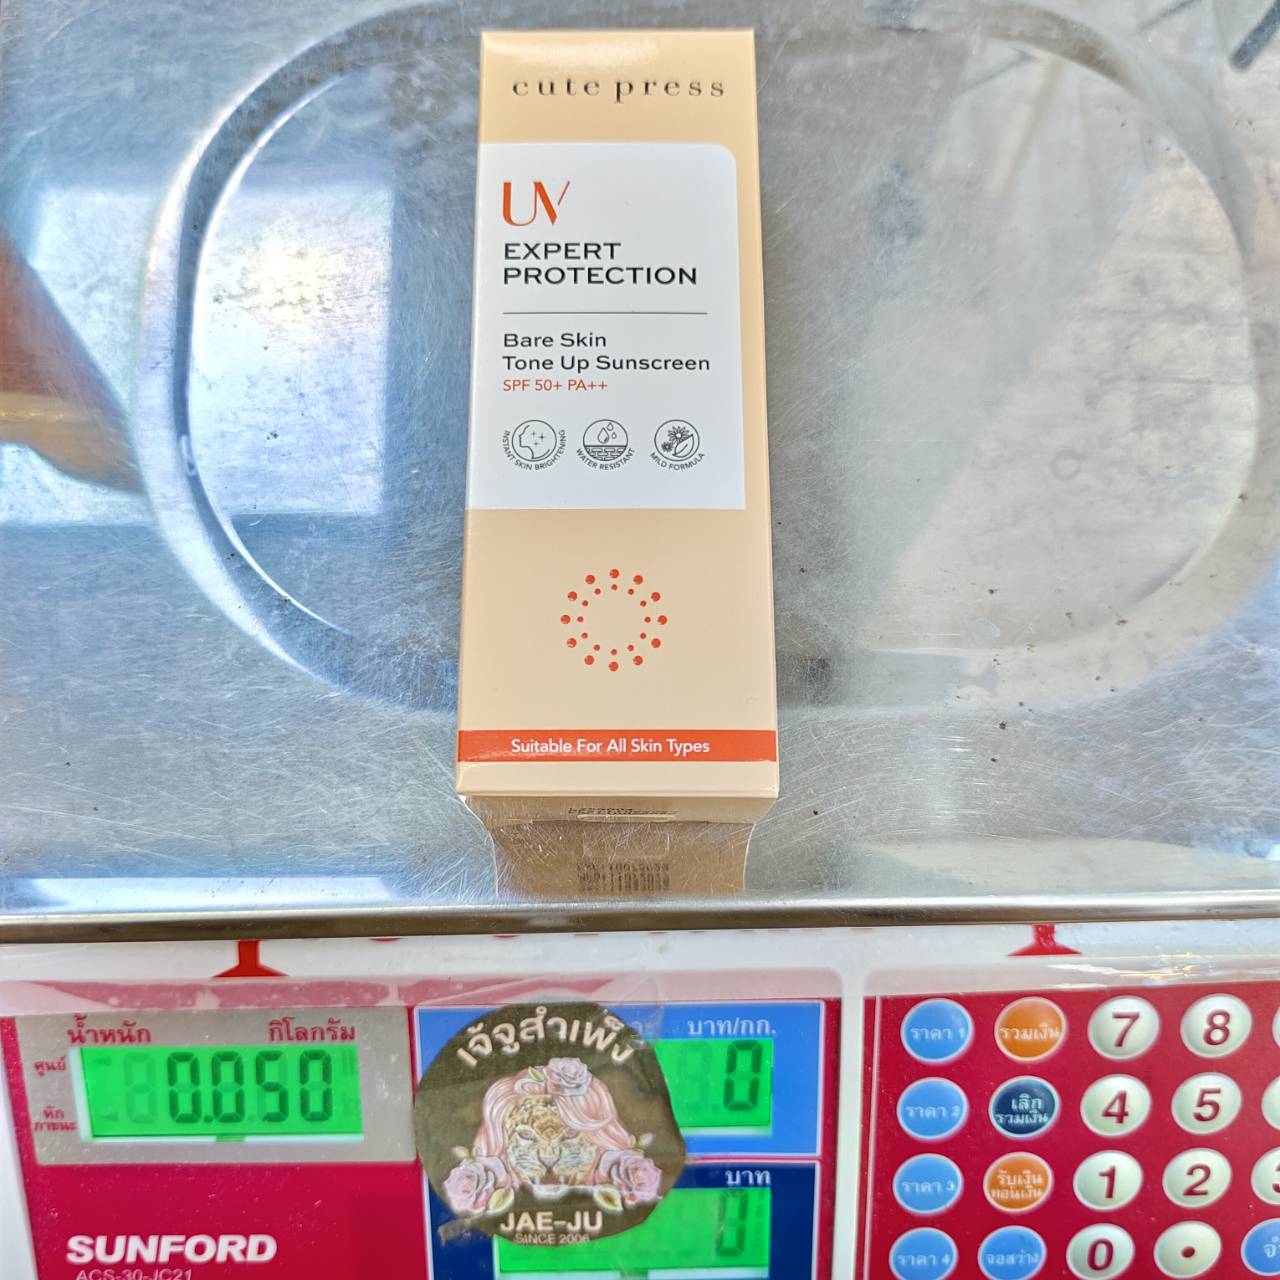 cute press
UV
EXPERT
PROTECTION
Bare Skin
Tone Up Sunscreen
SPF 50+ PA++
INSTANT SKIN BRIGHTENING
WATER RESISTANT
MILD FORMULA
Suitable For All Skin Types
น้ำหนัก กิโลกรัม
ศูนย์
หัก
ภาชนะ
0.050
บาท/กก.
0
บาท
0
เจ้จูสำเพ็ง
JAE-JU
SINCE 2006
SUNFORD
ACS-30-JC21
ราคา 1 รวมเงิน 7 8
ราคา 2 เลิกรวมเงิน 4 5
ราคา 3 รับเงินทอนเงิน 1 2
ราคา 4 จอสว่าง 0 •